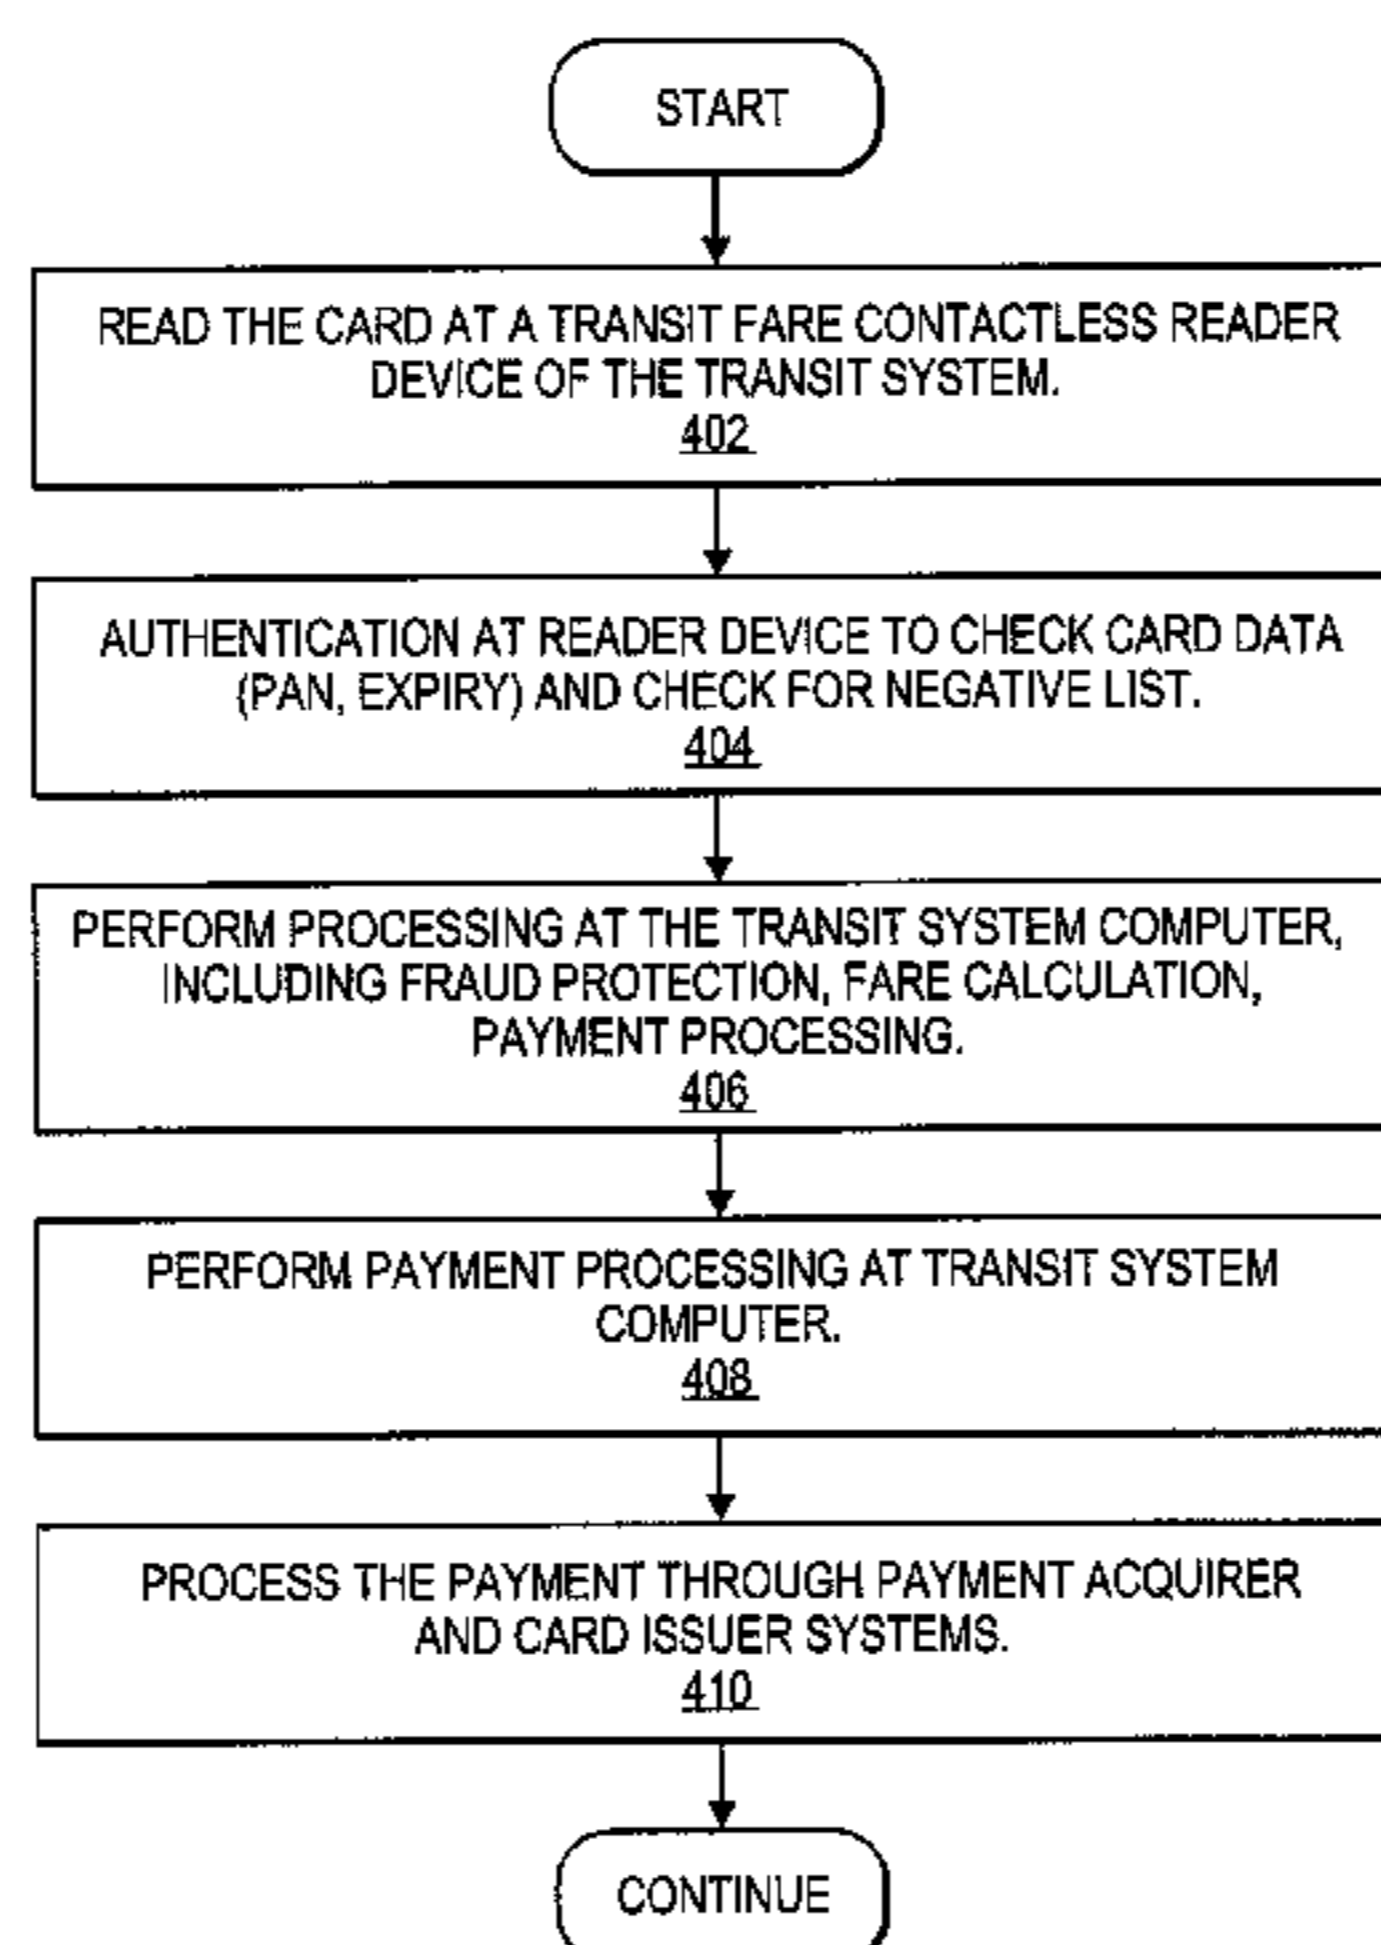 START
READ THE CARD AT A TRANSIT FARE CONTACTLESS READER
DEVICE OF THE TRANSIT SYSTEM.
402
AUTHENTICATION AT READER DEVICE TO CHECK CARD DATA
(PAN, EXPIRY) AND CHECK FOR NEGATIVE LIST.
404
PERFORM PROCESSING AT THE TRANSIT SYSTEM COMPUTER,
INCLUDING FRAUD PROTECTION, FARE CALCULATION,
PAYMENT PROCESSING.
406
PERFORM PAYMENT PROCESSING AT TRANSIT SYSTEM
COMPUTER.
408
PROCESS THE PAYMENT THROUGH PAYMENT ACQUIRER
AND CARD ISSUER SYSTEMS.
410
CONTINUE